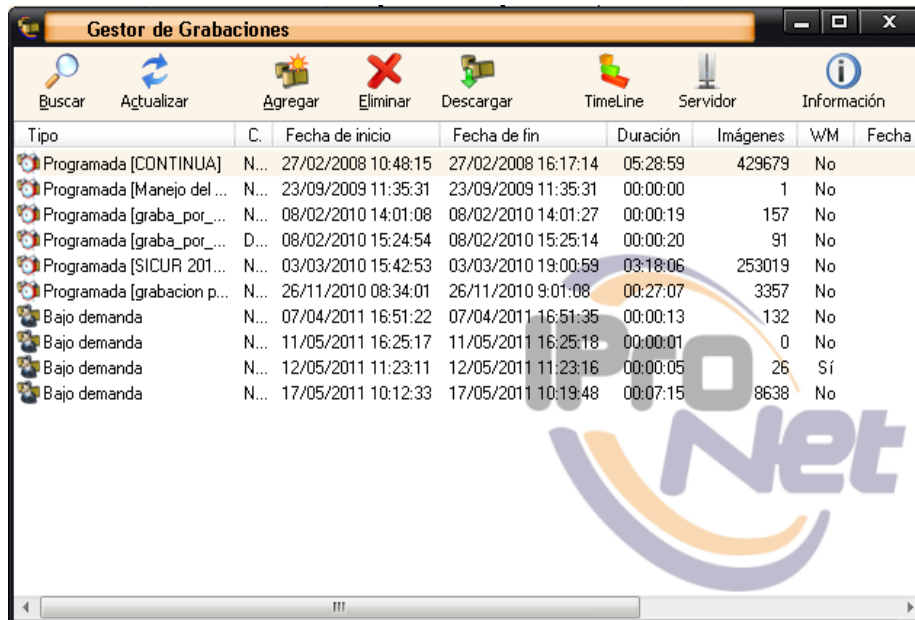 Gestor de Grabaciones
Buscar Actualizar Agregar Eliminar Descargar TimeLine Servidor Información
Tipo C. Fecha de inicio Fecha de fin Duración Imágenes WM Fecha
Programada [CONTINUA] N... 27/02/2008 10:48:15 27/02/2008 16:17:14 05:28:59 429679 No
Programada [Manejo del ... N... 23/09/2009 11:35:31 23/09/2009 11:35:31 00:00:00 1 No
Programada [graba_por_... N... 08/02/2010 14:01:08 08/02/2010 14:01:27 00:00:19 157 No
Programada [graba_por_... D... 08/02/2010 15:24:54 08/02/2010 15:25:14 00:00:20 91 No
Programada [SICUR 201... N... 03/03/2010 15:42:53 03/03/2010 19:00:59 03:18:06 253019 No
Programada [grabacion p... N... 26/11/2010 08:34:01 26/11/2010 9:01:08 00:27:07 3357 No
Bajo demanda N... 07/04/2011 16:51:22 07/04/2011 16:51:35 00:00:13 132 No
Bajo demanda N... 11/05/2011 16:25:17 11/05/2011 16:25:18 00:00:01 0 No
Bajo demanda N... 12/05/2011 11:23:11 12/05/2011 11:23:16 00:00:05 26 Sí
Bajo demanda N... 17/05/2011 10:12:33 17/05/2011 10:19:48 00:07:15 8638 No
IProNet